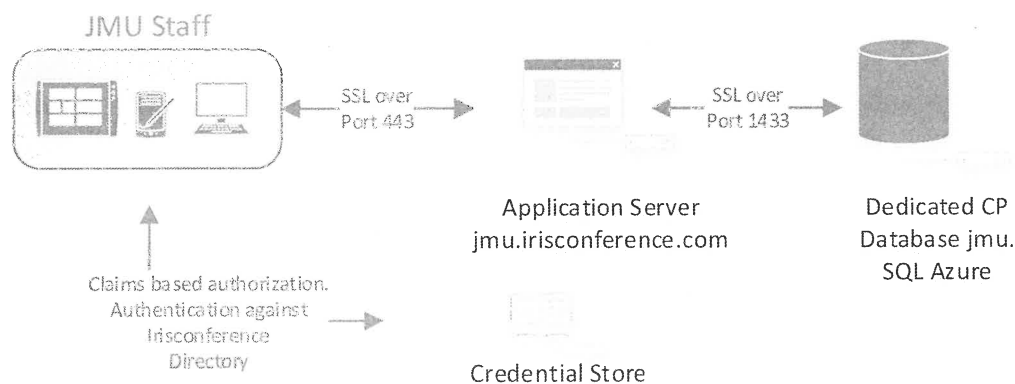 JMU Staff
SSL over
Port 443
SSL over
Port 1433
Application Server
jmu.irisconference.com
Dedicated CP
Database jmu.
SQL Azure
Claims based authorization.
Authentication against
Irisconference
Directory
Credential Store